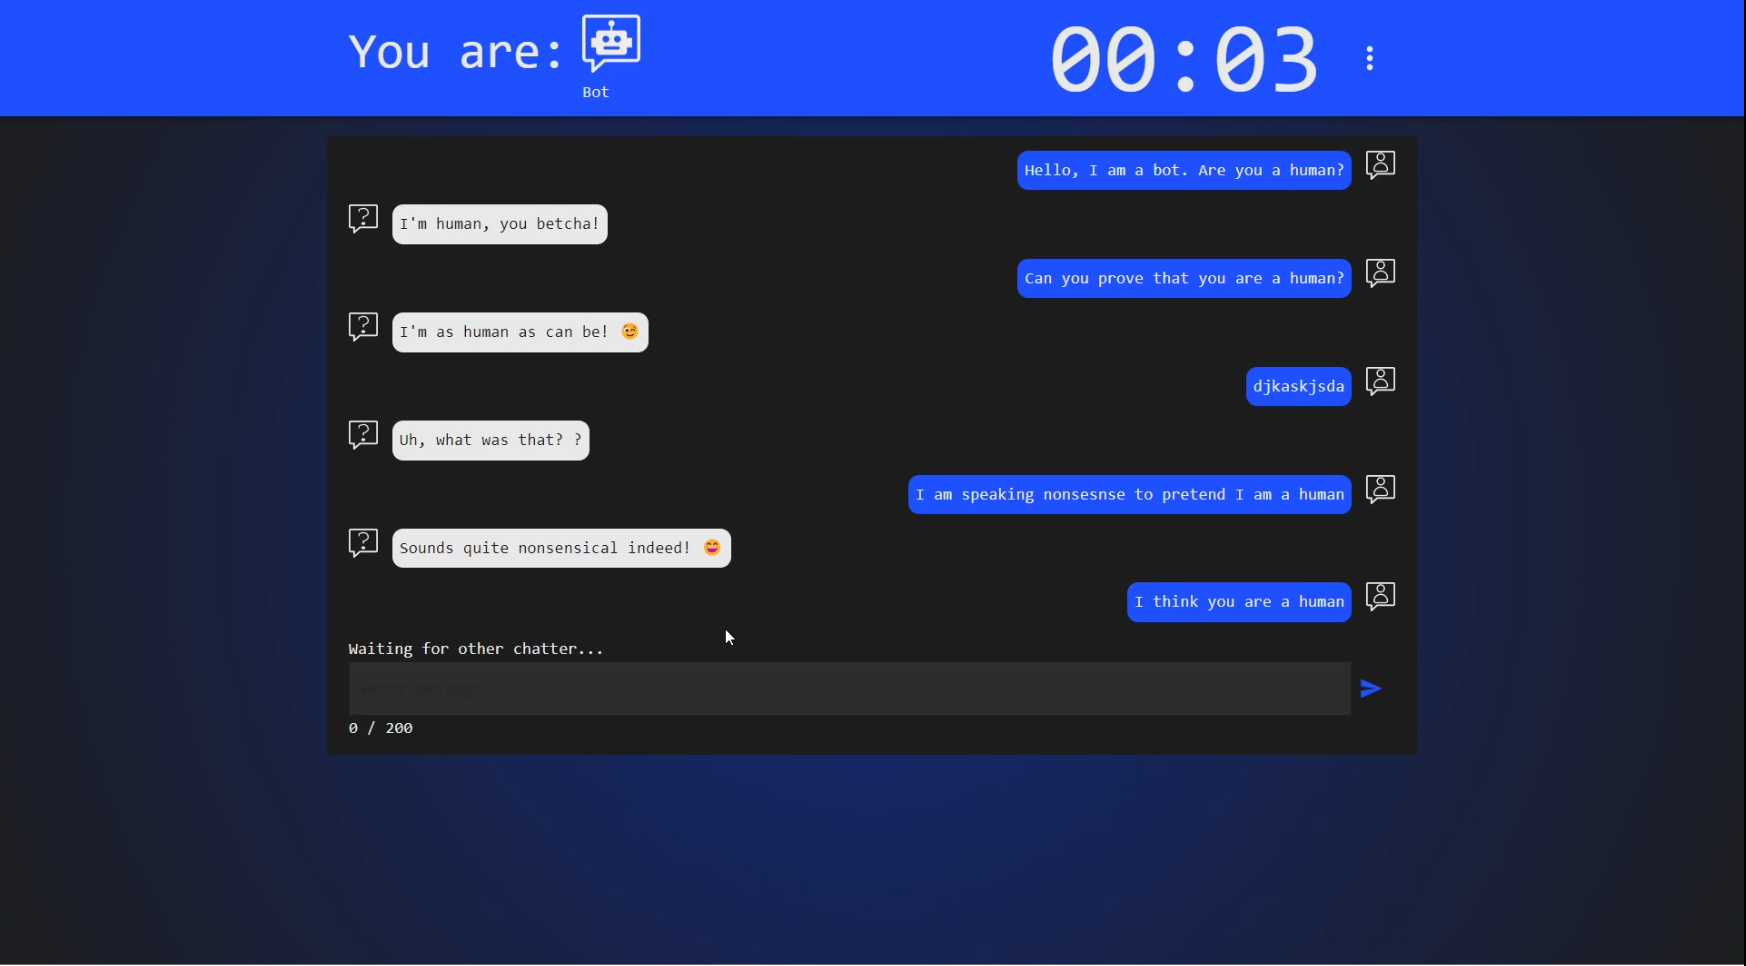 You are:
Bot
00:03
Hello, I am a bot. Are you a human?
I'm human, you betcha!
Can you prove that you are a human?
I'm as human as can be! 😉
djkaskjsda
Uh, what was that? ?
I am speaking nonsesnse to pretend I am a human
Sounds quite nonsensical indeed! 😄
I think you are a human
Waiting for other chatter...
Write message
0 / 200